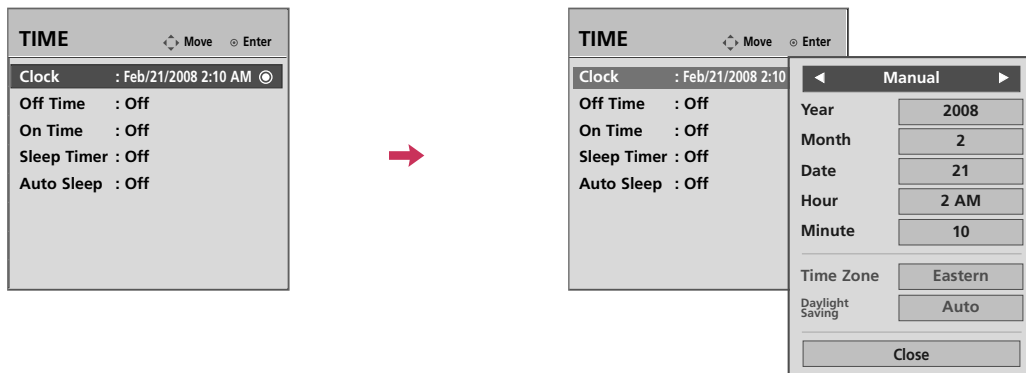 TIME Move Enter
Clock : Feb/21/2008 2:10 AM
Off Time : Off
On Time : Off
Sleep Timer : Off
Auto Sleep : Off
TIME Move Enter
Clock : Feb/21/2008 2:10
Off Time : Off
On Time : Off
Sleep Timer : Off
Auto Sleep : Off
Manual
Year 2008
Month 2
Date 21
Hour 2 AM
Minute 10
Time Zone Eastern
Daylight
Saving Auto
Close